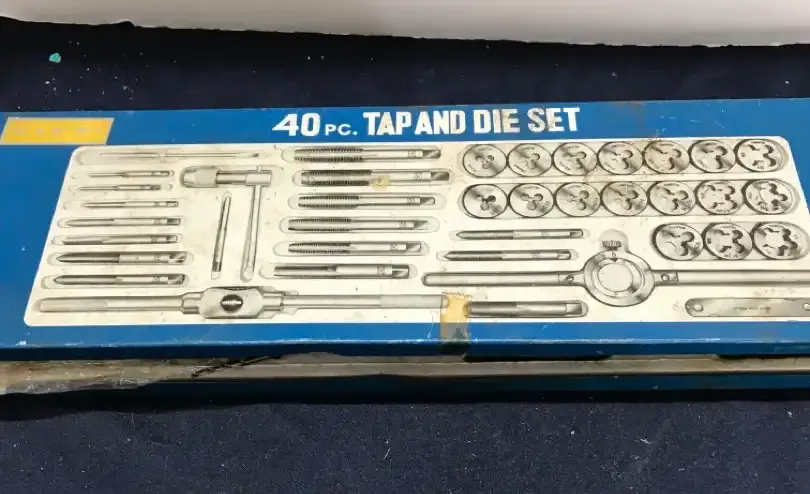 40 PC. TAP AND DIE SET